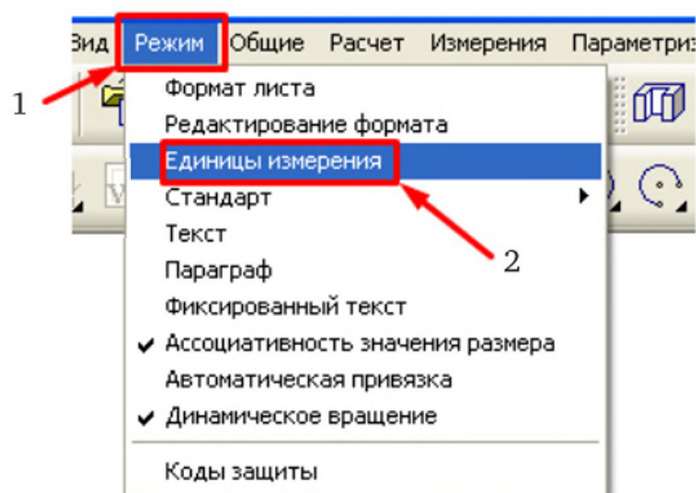 Вид Режим Общие Расчет Измерения Параметриз
1
Формат листа
Редактирование формата
Единицы измерения
Стандарт
Текст
2
Параграф
Фиксированный текст
Ассоциативность значения размера
Автоматическая привязка
Динамическое вращение
Коды защиты